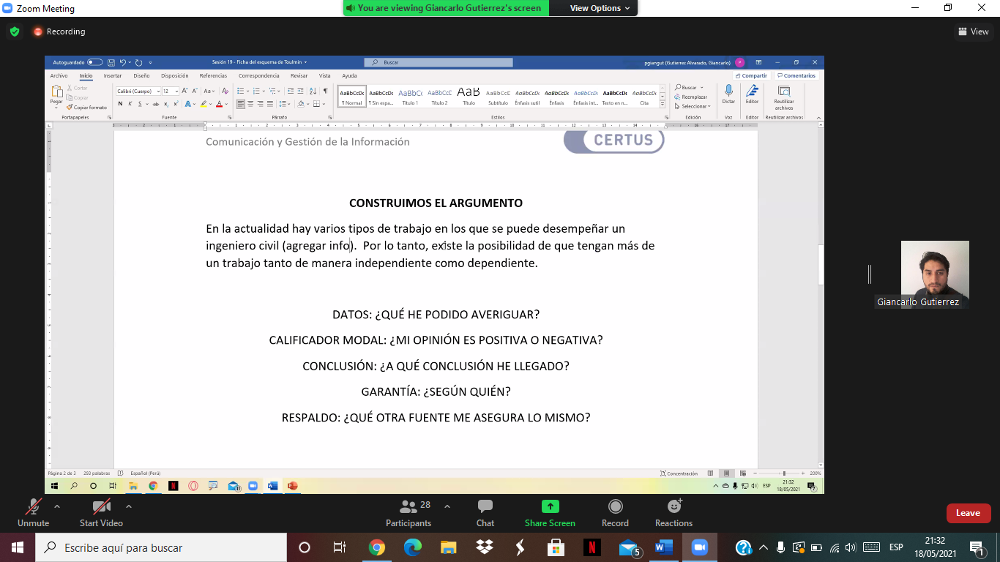 Zoom Meeting
You are viewing Giancarlo Gutierrez's screen
View Options
Recording
View
Autoguardado
Sesión 19 - Ficha del esquema de Toulmin
Buscar
pgiangut (Gutierrez Alvarado, Giancarlo)
P
Archivo Inicio Insertar Diseño Disposición Referencias Correspondencia Revisar Vista Ayuda
Compartir Comentarios
Pegar
Cortar
Copiar
Copiar formato
Calibri (Cuerpo) 12
N K S
AaBbCcDc AaBbCcDc AaBbCc AaBbCcD AaB AaBbCcD AaBbCcDc AaBbCcDc AaBbCcDc AaBbCcDc AaBbCcDc
¶ Normal ¶ Sin espa... Título 1 Título 2 Título Subtítulo Énfasis sutil Énfasis Énfasis int... Texto en n... Cita
Buscar
Reemplazar
Seleccionar
Dictar
Editor
Reutilizar archivos
Portapapeles Fuente Párrafo Estilos Edición Voz Editor Reutilizar archivos
Comunicación y Gestión de la Información
CERTUS
CONSTRUIMOS EL ARGUMENTO
En la actualidad hay varios tipos de trabajo en los que se puede desempeñar un
ingeniero civil (agregar info).  Por lo tanto, existe la posibilidad de que tengan más de
un trabajo tanto de manera independiente como dependiente.
DATOS: ¿QUÉ HE PODIDO AVERIGUAR?
CALIFICADOR MODAL: ¿MI OPINIÓN ES POSITIVA O NEGATIVA?
CONCLUSIÓN: ¿A QUÉ CONCLUSIÓN HE LLEGADO?
GARANTÍA: ¿SEGÚN QUIÉN?
RESPALDO: ¿QUÉ OTRA FUENTE ME ASEGURA LO MISMO?
Giancarlo Gutierrez
Página 2 de 3 293 palabras Español (Perú)
Concentración
200%
ESP
21:32
18/05/2021
Unmute
Start Video
28
Participants
Chat
Share Screen
Record
Reactions
Leave
Escribe aquí para buscar
5
ESP
21:32
18/05/2021
1